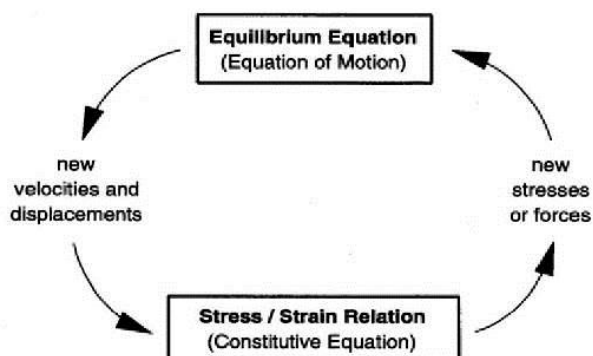 Equilibrium Equation
(Equation of Motion)
new
velocities and
displacements
new
stresses
or forces
Stress / Strain Relation
(Constitutive Equation)